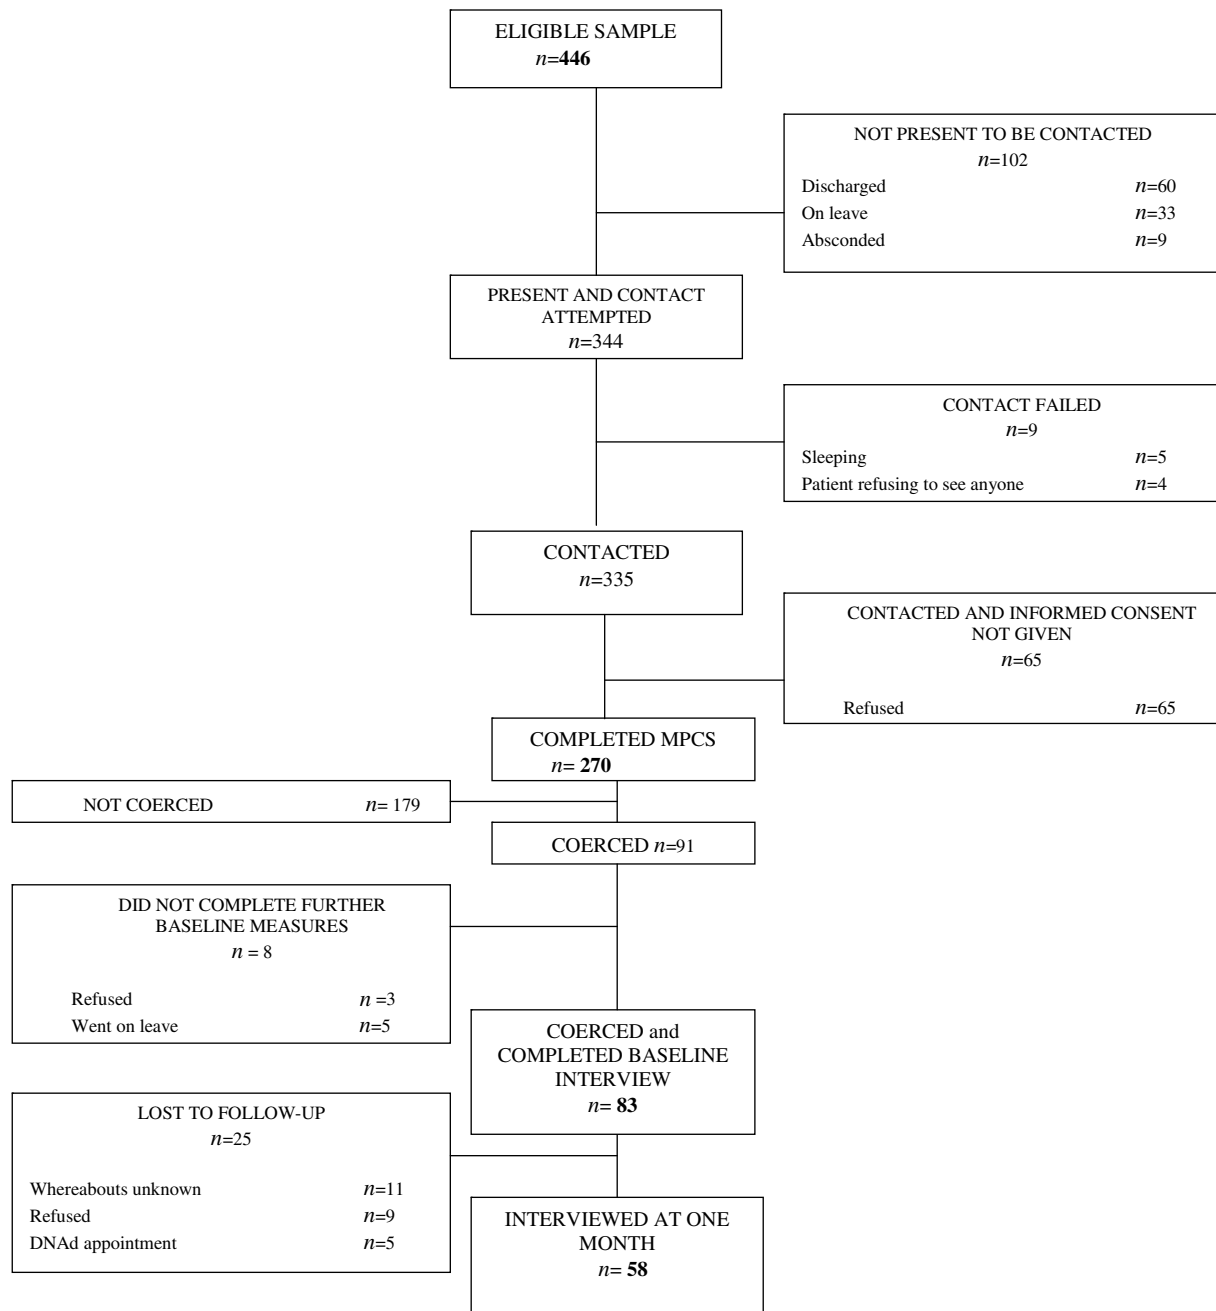 ELIGIBLE SAMPLE
n=446
NOT PRESENT TO BE CONTACTED
n=102
Discharged n=60
On leave n=33
Absconded n=9
PRESENT AND CONTACT
ATTEMPTED
n=344
CONTACT FAILED
n=9
Sleeping n=5
Patient refusing to see anyone n=4
CONTACTED
n=335
CONTACTED AND INFORMED CONSENT
NOT GIVEN
n=65
Refused n=65
COMPLETED MPCS
n= 270
NOT COERCED n= 179
COERCED n=91
DID NOT COMPLETE FURTHER
BASELINE MEASURES
n = 8
Refused n =3
Went on leave n=5
COERCED and
COMPLETED BASELINE
INTERVIEW
n= 83
LOST TO FOLLOW-UP
n=25
Whereabouts unknown n=11
Refused n=9
DNAd appointment n=5
INTERVIEWED AT ONE
MONTH
n= 58